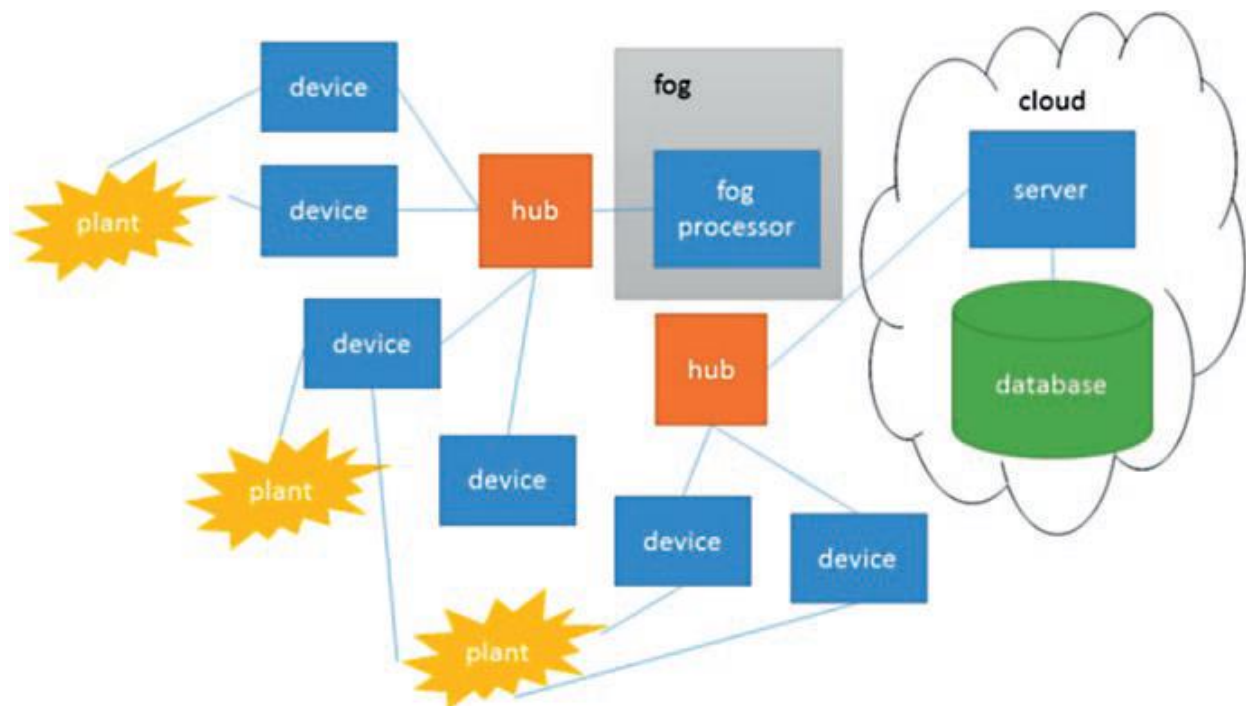 device
fog
cloud
plant
device
hub
fog
processor
server
device
hub
database
plant
device
device
device
plant